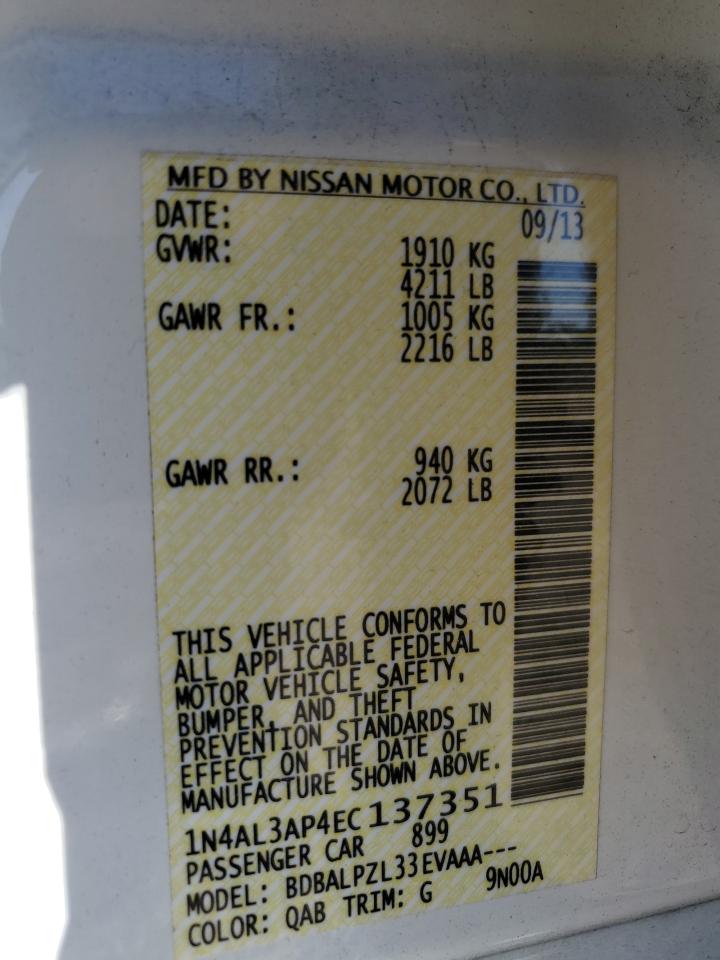 MFD BY NISSAN MOTOR CO., LTD.
DATE: 09/13
GVWR: 1910 KG
4211 LB
GAWR FR.: 1005 KG
2216 LB
GAWR RR.: 940 KG
2072 LB
THIS VEHICLE CONFORMS TO
ALL APPLICABLE FEDERAL
MOTOR VEHICLE SAFETY,
BUMPER, AND THEFT
PREVENTION STANDARDS IN
EFFECT ON THE DATE OF
MANUFACTURE SHOWN ABOVE.
1N4AL3AP4EC137351
PASSENGER CAR 899
MODEL: BDBALPZL33EVAAA---
COLOR: QAB TRIM: G 9N00A